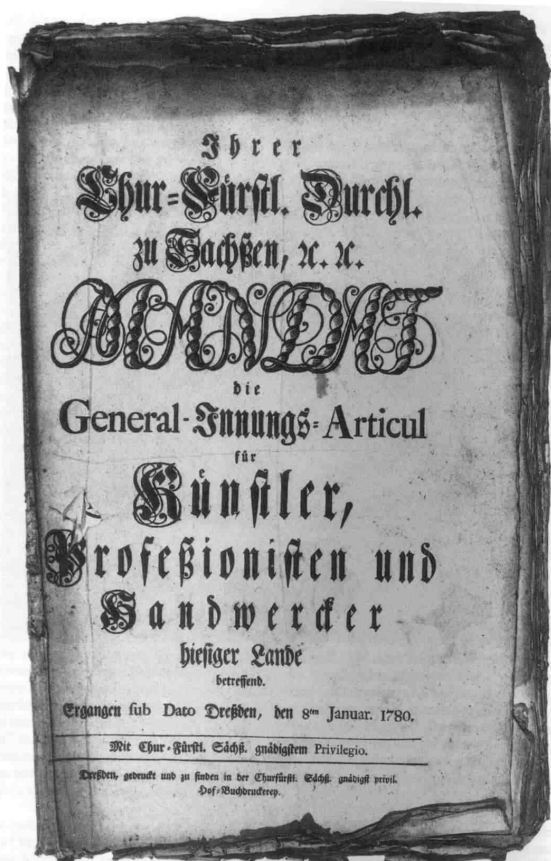 Ihrer
Chur-Fürstl. Durchl.
zu Sachßen, ꝛc. ꝛc.
MANDAT
die
General-Innungs-Articul
für
Künstler,
Profeßionisten und
Handwercker
hiesiger Lande
betreffend.
Ergangen sub Dato Dreßden, den 8ten Januar. 1780.
Mit Chur-Fürstl. Sächß. gnädigstem Privilegio.
Dreßden, gedruckt und zu finden in der Churfürstl. Sächß. gnädigst privil.
Hof-Buchdruckerey.